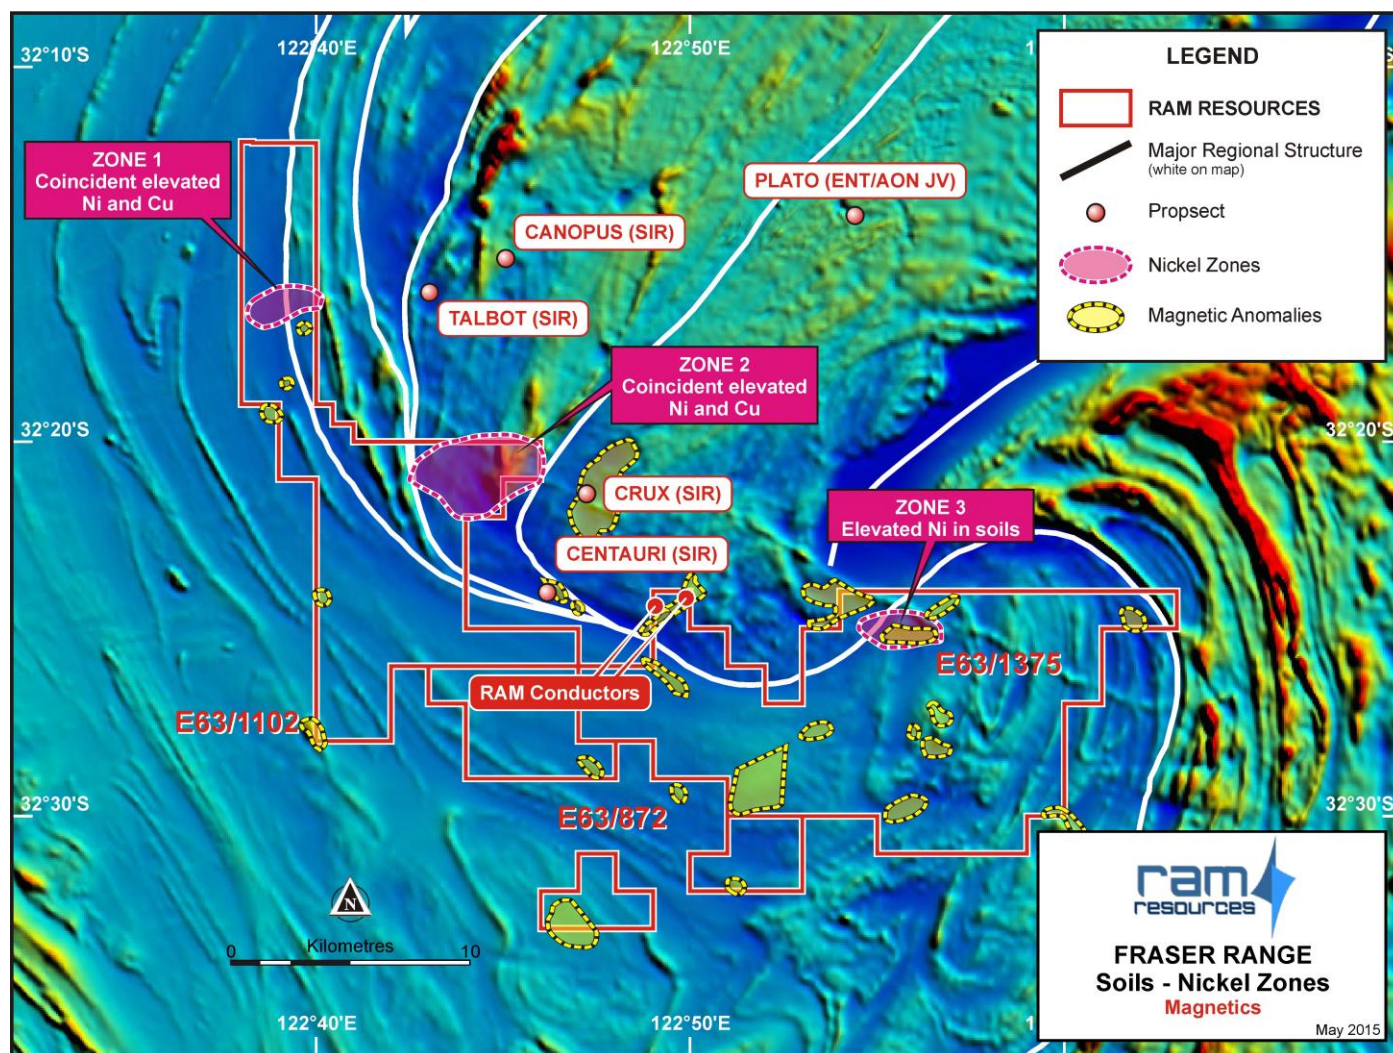 122°40'E
122°50'E
1
S
32°10'S
LEGEND
RAM RESOURCES
Major Regional Structure
(white on map)
Propsect
Nickel Zones
Magnetic Anomalies
ZONE 1
Coincident elevated
Ni and Cu
PLATO (ENT/AON JV)
CANOPUS (SIR)
TALBOT (SIR)
ZONE 2
Coincident elevated
Ni and Cu
32°20'S
32°20'S
CRUX (SIR)
ZONE 3
Elevated Ni in soils
CENTAURI (SIR)
E63/1375
RAM Conductors
E63/1102
32°30'S
32°30'S
E63/872
N
0
Kilometres
10
ram
resources
FRASER RANGE
Soils - Nickel Zones
Magnetics
May 2015
122°40'E
122°50'E
1